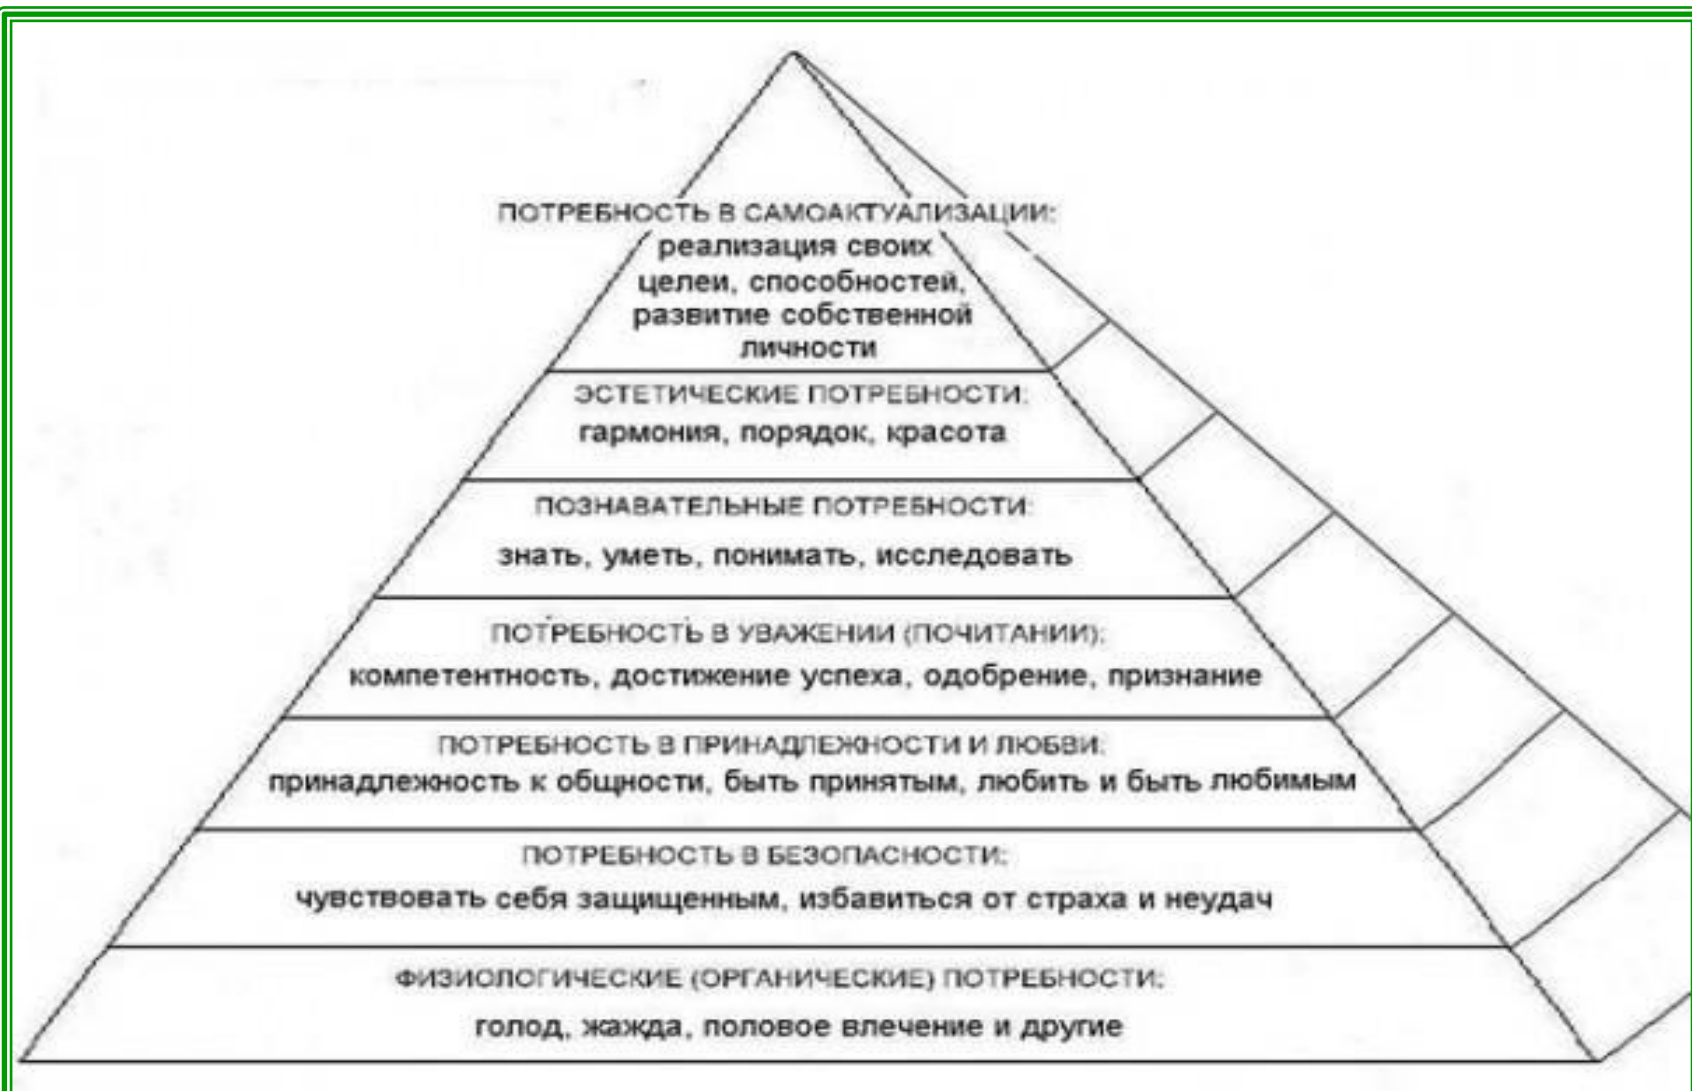 ПОТРЕБНОСТЬ В САМОАКТУАЛИЗАЦИИ:
реализация своих
целеи, способностей,
развитие собственной
личности
ЭСТЕТИЧЕСКИЕ ПОТРЕБНОСТИ:
гармония, порядок, красота
ПОЗНАВАТЕЛЬНЫЕ ПОТРЕБНОСТИ:
знать, уметь, понимать, исследовать
ПОТРЕБНОСТЬ В УВАЖЕНИИ (ПОЧИТАНИИ):
компетентность, достижение успеха, одобрение, признание
ПОТРЕБНОСТЬ В ПРИНАДЛЕЖНОСТИ И ЛЮБВИ:
принадлежность к общности, быть принятым, любить и быть любимым
ПОТРЕБНОСТЬ В БЕЗОПАСНОСТИ:
чувствовать себя защищенным, избавиться от страха и неудач
ФИЗИОЛОГИЧЕСКИЕ (ОРГАНИЧЕСКИЕ) ПОТРЕБНОСТИ:
голод, жажда, половое влечение и другие